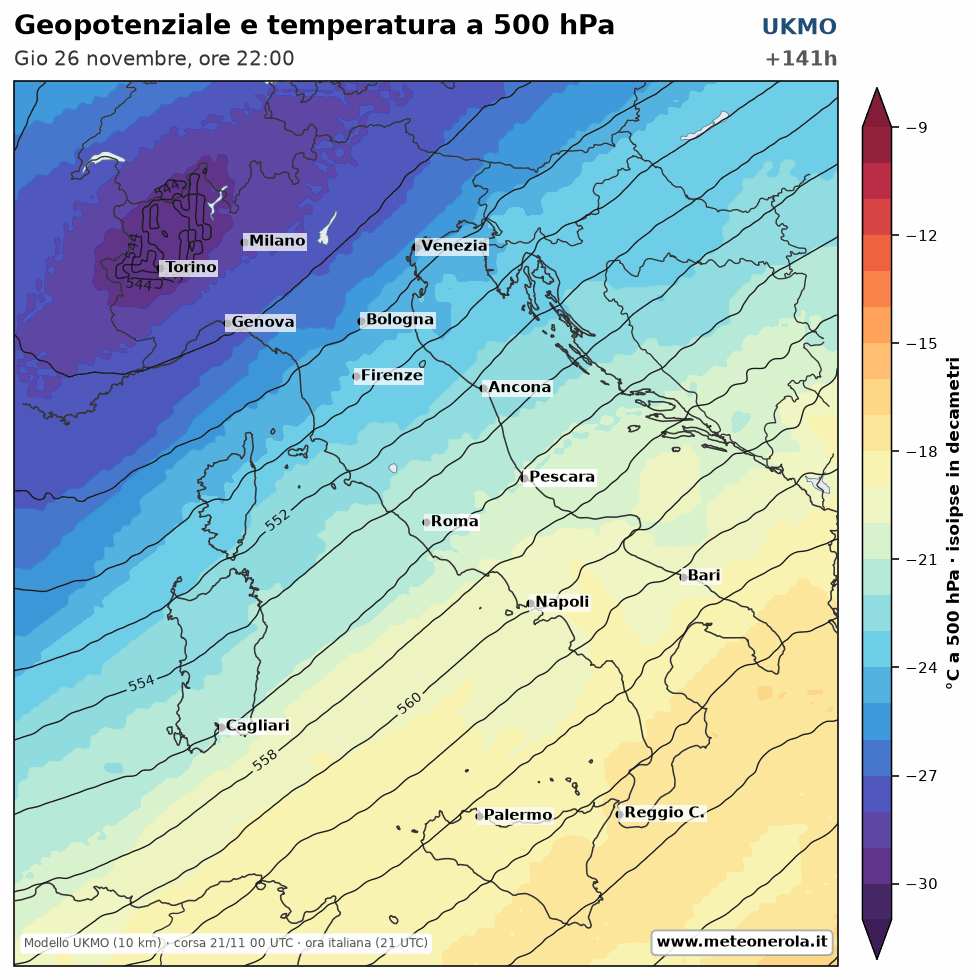 Geopotenziale e temperatura a 500 hPa
UKMO
Gio 26 novembre, ore 22:00
+141h
544
544
544
Milano
Torino
Venezia
Genova
Bologna
Firenze
Ancona
Pescara
552
Roma
Bari
Napoli
554
560
Cagliari
558
Palermo
Reggio C.
−9
−12
−15
−18
−21
−24
−27
−30
°C a 500 hPa · isoipse in decametri
Modello UKMO (10 km) · corsa 21/11 00 UTC · ora italiana (21 UTC)
www.meteonerola.it